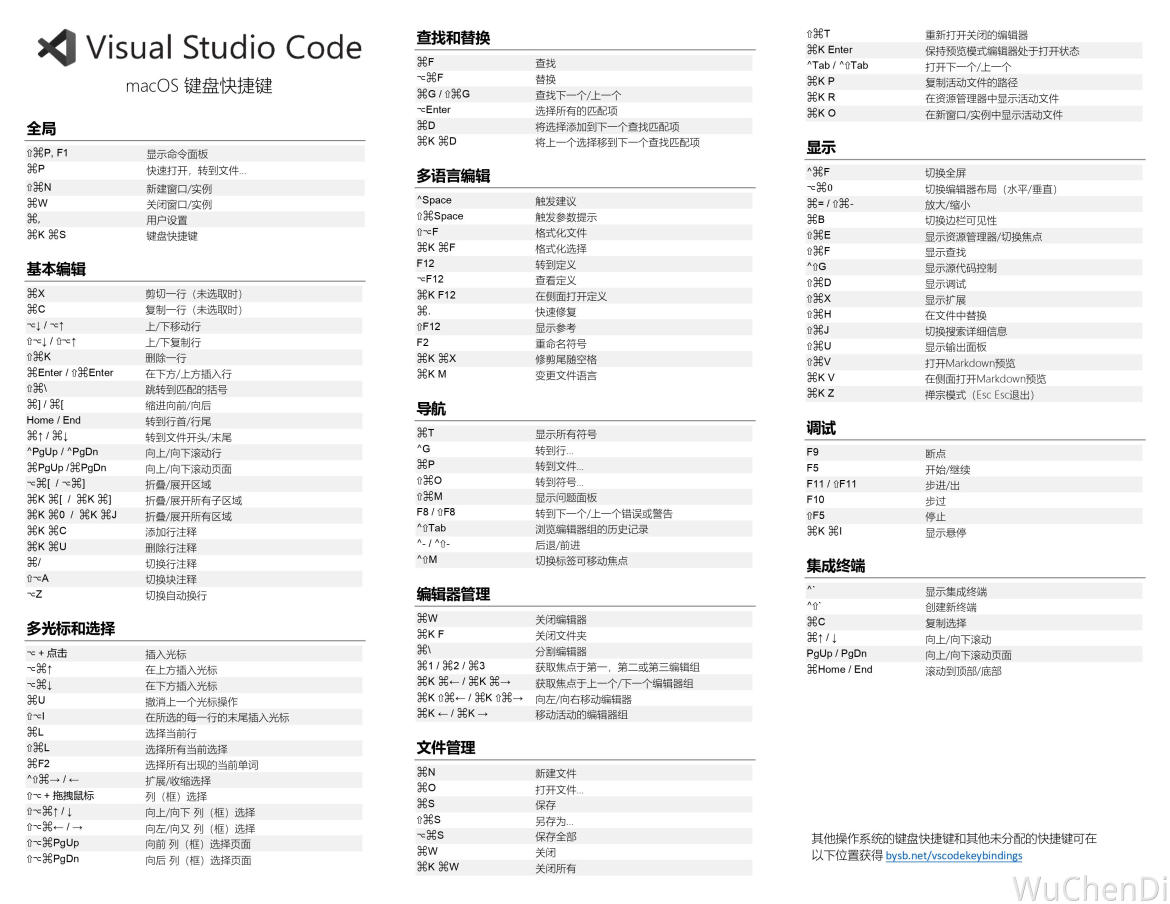 Visual Studio Code
macOS 键盘快捷键
全局
⇧⌘P, F1 显示命令面板
⌘P 快速打开，转到文件...
⇧⌘N 新建窗口/实例
⌘W 关闭窗口/实例
⌘, 用户设置
⌘K ⌘S 键盘快捷键
基本编辑
⌘X 剪切一行（未选取时）
⌘C 复制一行（未选取时）
⌥↓ / ⌥↑ 上/下移动行
⇧⌥↓ / ⇧⌥↑ 上/下复制行
⇧⌘K 删除一行
⌘Enter / ⇧⌘Enter 在下方/上方插入行
⇧⌘\ 跳转到匹配的括号
⌘] / ⌘[ 缩进向前/向后
Home / End 转到行首/行尾
⌘↑ / ⌘↓ 转到文件开头/末尾
^PgUp / ^PgDn 向上/向下滚动行
⌘PgUp /⌘PgDn 向上/向下滚动页面
⌥⌘[ / ⌥⌘] 折叠/展开区域
⌘K ⌘[ / ⌘K ⌘] 折叠/展开所有子区域
⌘K ⌘0 / ⌘K ⌘J 折叠/展开所有区域
⌘K ⌘C 添加行注释
⌘K ⌘U 删除行注释
⌘/ 切换行注释
⇧⌥A 切换块注释
⌥Z 切换自动换行
多光标和选择
⌥ + 点击 插入光标
⌥⌘↑ 在上方插入光标
⌥⌘↓ 在下方插入光标
⌘U 撤消上一个光标操作
⇧⌥I 在所选的每一行的末尾插入光标
⌘L 选择当前行
⇧⌘L 选择所有当前选择
⌘F2 选择所有出现的当前单词
^⇧⌘→ / ← 扩展/收缩选择
⇧⌥ + 拖拽鼠标 列（框）选择
⇧⌥⌘↑ / ↓ 向上/向下 列（框）选择
⇧⌥⌘← / → 向左/向又 列（框）选择
⇧⌥⌘PgUp 向前 列（框）选择页面
⇧⌥⌘PgDn 向后 列（框）选择页面
查找和替换
⌘F 查找
⌥⌘F 替换
⌘G / ⇧⌘G 查找下一个/上一个
⌥Enter 选择所有的匹配项
⌘D 将选择添加到下一个查找匹配项
⌘K ⌘D 将上一个选择移到下一个查找匹配项
多语言编辑
^Space 触发建议
⇧⌘Space 触发参数提示
⇧⌥F 格式化文件
⌘K ⌘F 格式化选择
F12 转到定义
⌥F12 查看定义
⌘K F12 在侧面打开定义
⌘. 快速修复
⇧F12 显示参考
F2 重命名符号
⌘K ⌘X 修剪尾随空格
⌘K M 变更文件语言
导航
⌘T 显示所有符号
^G 转到行...
⌘P 转到文件...
⇧⌘O 转到符号...
⇧⌘M 显示问题面板
F8 / ⇧F8 转到下一个/上一个错误或警告
^⇧Tab 浏览编辑器组的历史记录
^- / ^⇧- 后退/前进
^⇧M 切换标签可移动焦点
编辑器管理
⌘W 关闭编辑器
⌘K F 关闭文件夹
⌘\ 分割编辑器
⌘1 / ⌘2 / ⌘3 获取焦点于第一，第二或第三编辑组
⌘K ⌘← / ⌘K ⌘→ 获取焦点于上一个/下一个编辑器组
⌘K ⇧⌘← / ⌘K ⇧⌘→ 向左/向右移动编辑器
⌘K ← / ⌘K → 移动活动的编辑器组
文件管理
⌘N 新建文件
⌘O 打开文件...
⌘S 保存
⇧⌘S 另存为...
⌥⌘S 保存全部
⌘W 关闭
⌘K ⌘W 关闭所有
⇧⌘T 重新打开关闭的编辑器
⌘K Enter 保持预览模式编辑器处于打开状态
^Tab / ^⇧Tab 打开下一个/上一个
⌘K P 复制活动文件的路径
⌘K R 在资源管理器中显示活动文件
⌘K O 在新窗口/实例中显示活动文件
显示
^⌘F 切换全屏
⌥⌘0 切换编辑器布局（水平/垂直）
⌘= / ⇧⌘- 放大/缩小
⌘B 切换边栏可见性
⇧⌘E 显示资源管理器/切换焦点
⇧⌘F 显示查找
^⇧G 显示源代码控制
⇧⌘D 显示调试
⇧⌘X 显示扩展
⇧⌘H 在文件中替换
⇧⌘J 切换搜索详细信息
⇧⌘U 显示输出面板
⇧⌘V 打开Markdown预览
⌘K V 在侧面打开Markdown预览
⌘K Z 禅宗模式（Esc Esc退出）
调试
F9 断点
F5 开始/继续
F11 / ⇧F11 步进/出
F10 步过
⇧F5 停止
⌘K ⌘I 显示悬停
集成终端
^` 显示集成终端
^⇧` 创建新终端
⌘C 复制选择
⌘↑ / ↓ 向上/向下滚动
PgUp / PgDn 向上/向下滚动页面
⌘Home / End 滚动到顶部/底部
其他操作系统的键盘快捷键和其他未分配的快捷键可在
以下位置获得 bysb.net/vscodekeybindings
WuChenDi